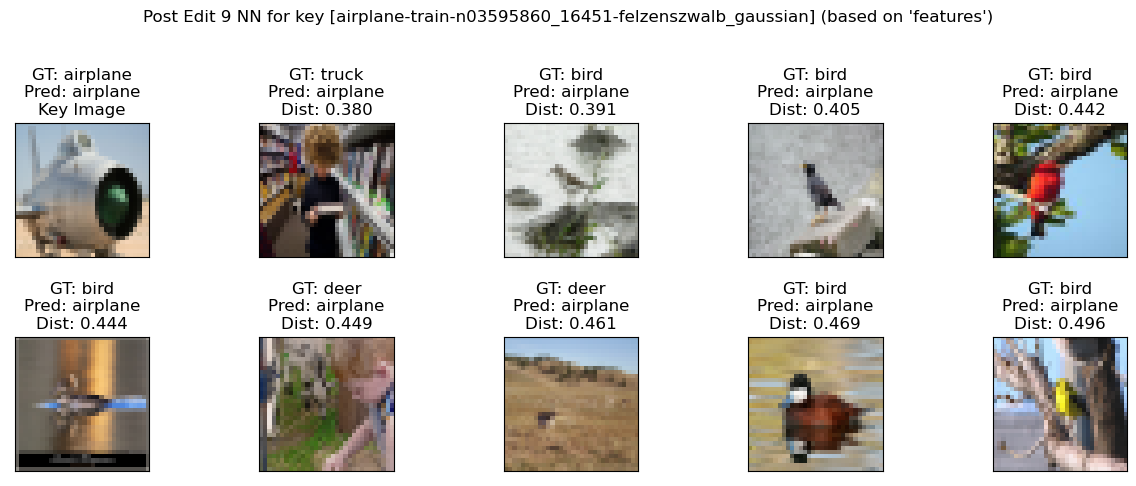 Post Edit 9 NN for key [airplane-train-n03595860_16451-felzenszwalb_gaussian] (based on 'features')
GT: airplane
Pred: airplane
Key Image
GT: truck
Pred: airplane
Dist: 0.380
GT: bird
Pred: airplane
Dist: 0.391
GT: bird
Pred: airplane
Dist: 0.405
GT: bird
Pred: airplane
Dist: 0.442
GT: bird
Pred: airplane
Dist: 0.444
GT: deer
Pred: airplane
Dist: 0.449
GT: deer
Pred: airplane
Dist: 0.461
GT: bird
Pred: airplane
Dist: 0.469
GT: bird
Pred: airplane
Dist: 0.496